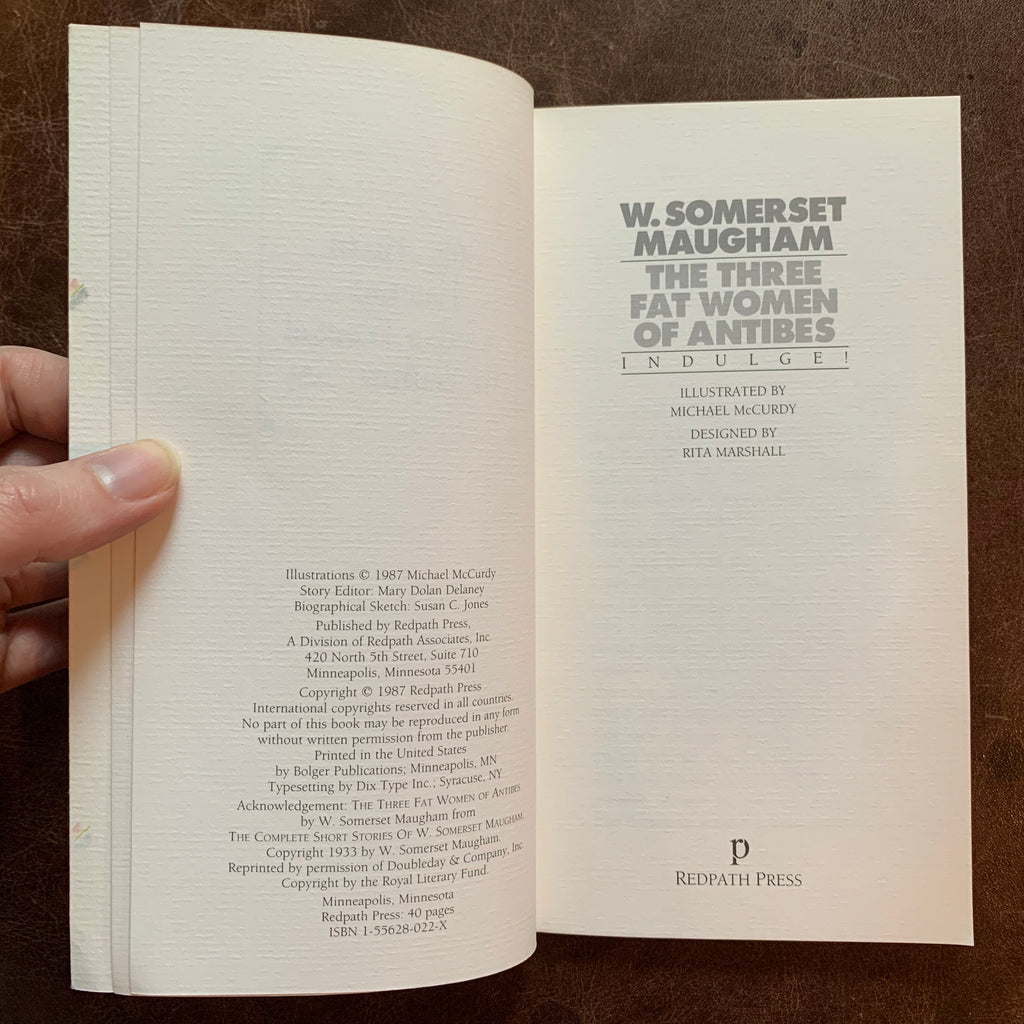 Illustrations © 1987 Michael McCurdy
Story Editor: Mary Dolan Delaney
Biographical Sketch: Susan C. Jones
Published by Redpath Press,
A Division of Redpath Associates, Inc.
420 North 5th Street, Suite 710
Minneapolis, Minnesota 55401
Copyright © 1987 Redpath Press
International copyrights reserved in all countries.
No part of this book may be reproduced in any form
without written permission from the publisher.
Printed in the United States
by Bolger Publications; Minneapolis, MN
Typesetting by Dix Type Inc.; Syracuse, NY
Acknowledgement: THE THREE FAT WOMEN OF ANTIBES
by W. Somerset Maugham from
THE COMPLETE SHORT STORIES OF W. SOMERSET MAUGHAM.
Copyright 1933 by W. Somerset Maugham.
Reprinted by permission of Doubleday & Company, Inc.
Copyright by the Royal Literary Fund.
Minneapolis, Minnesota
Redpath Press: 40 pages
ISBN 1-55628-022-X
W. SOMERSET
MAUGHAM
THE THREE
FAT WOMEN
OF ANTIBES
INDULGE!
ILLUSTRATED BY
MICHAEL McCURDY
DESIGNED BY
RITA MARSHALL
p
REDPATH PRESS